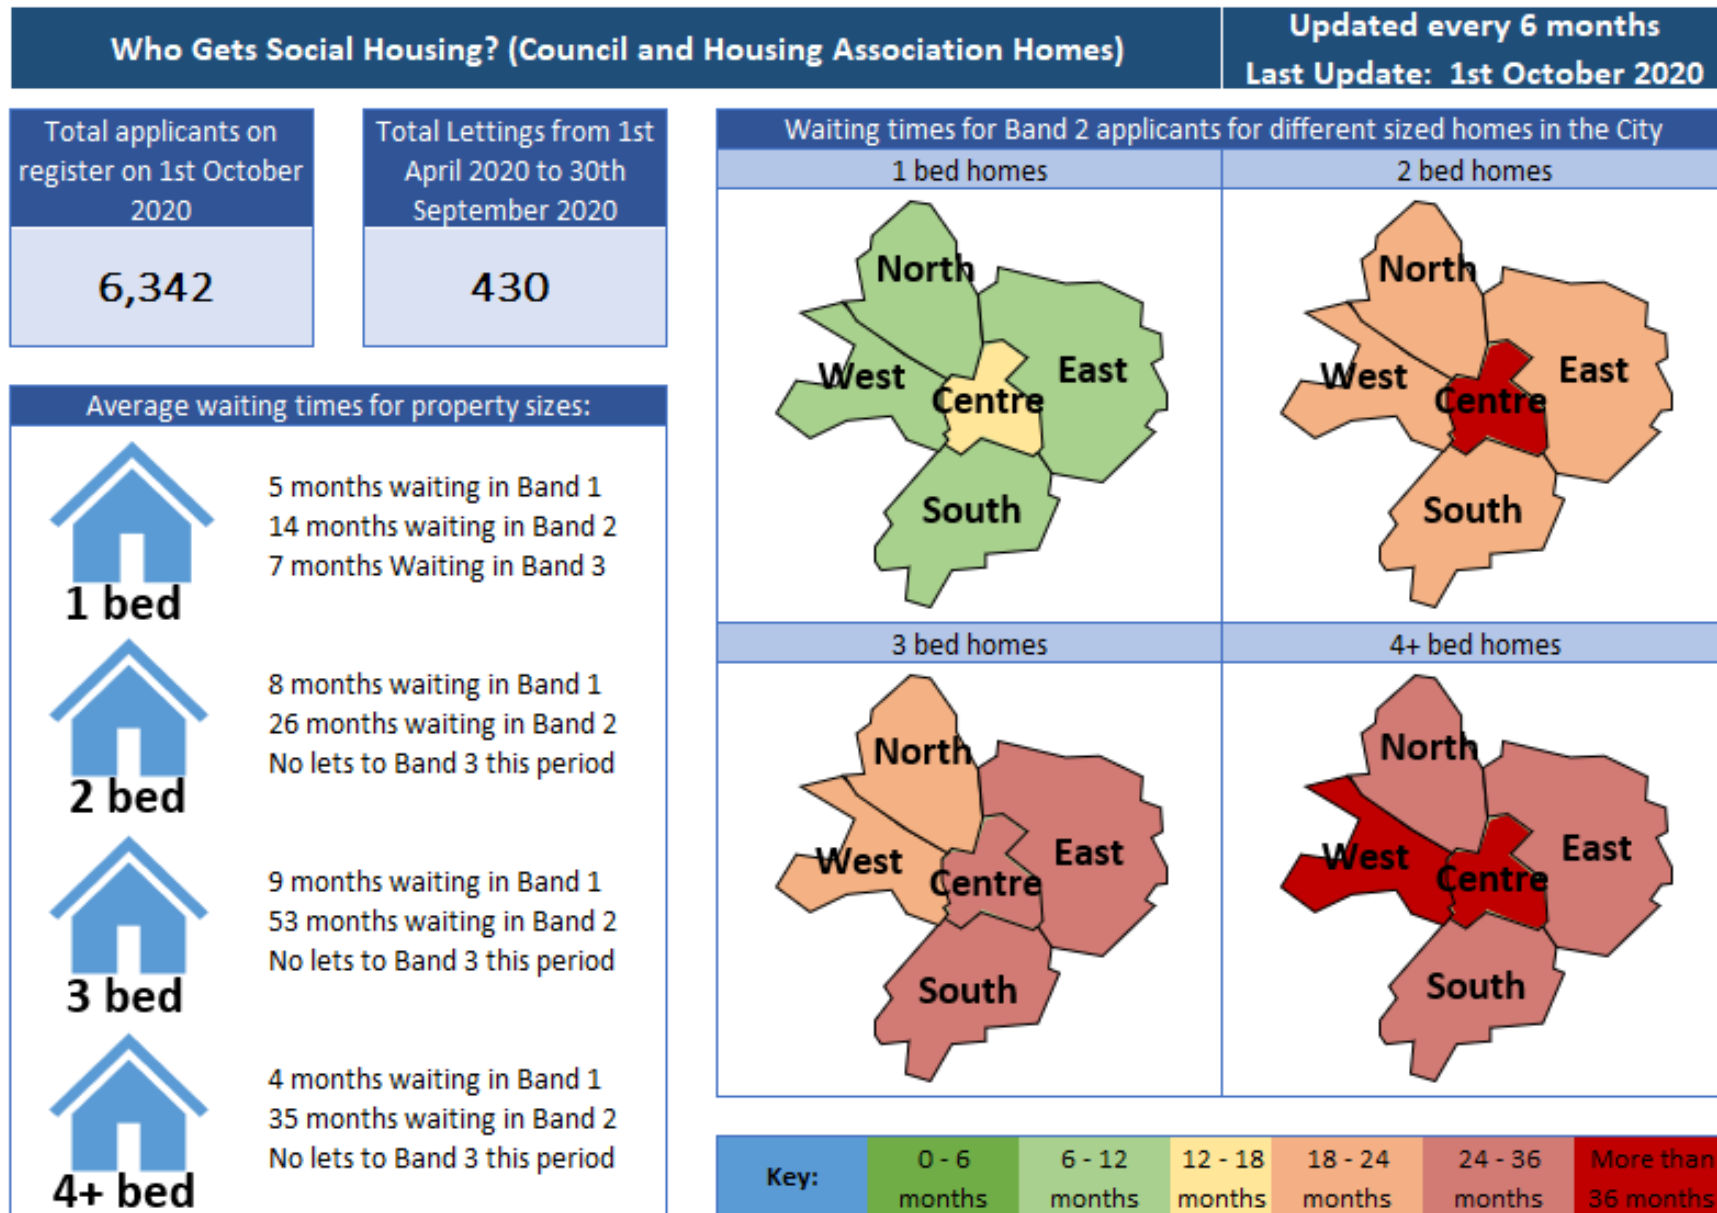 Who Gets Social Housing? (Council and Housing Association Homes)
Updated every 6 months
Last Update: 1st October 2020
Total applicants on
register on 1st October
2020
6,342
Total Lettings from 1st
April 2020 to 30th
September 2020
430
Average waiting times for property sizes:
1 bed
5 months waiting in Band 1
14 months waiting in Band 2
7 months Waiting in Band 3
2 bed
8 months waiting in Band 1
26 months waiting in Band 2
No lets to Band 3 this period
3 bed
9 months waiting in Band 1
53 months waiting in Band 2
No lets to Band 3 this period
4+ bed
4 months waiting in Band 1
35 months waiting in Band 2
No lets to Band 3 this period
Waiting times for Band 2 applicants for different sized homes in the City
1 bed homes
North
West
Centre
East
South
2 bed homes
North
West
Centre
East
South
3 bed homes
North
West
Centre
East
South
4+ bed homes
North
West
Centre
East
South
Key:
0 - 6
months
6 - 12
months
12 - 18
months
18 - 24
months
24 - 36
months
More than
36 months